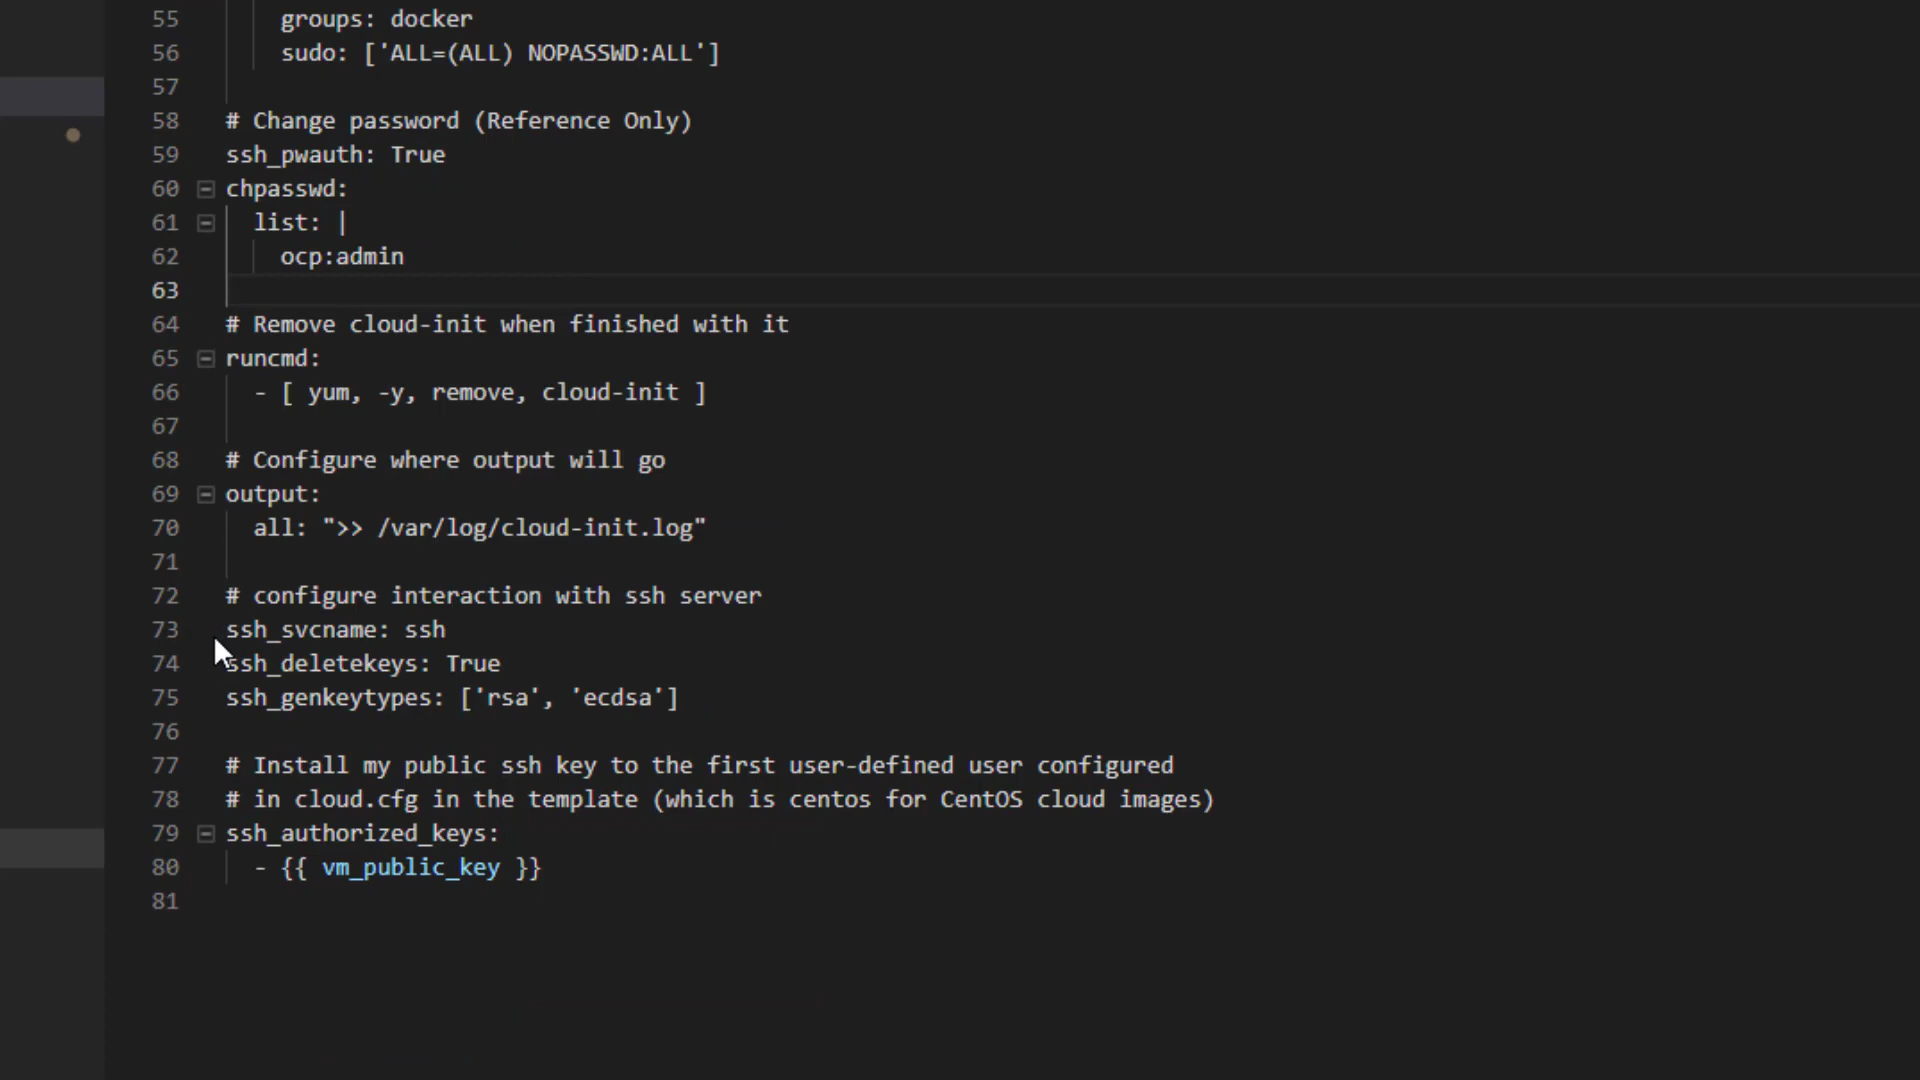 55 groups: docker
56 sudo: ['ALL=(ALL) NOPASSWD:ALL']
57
58 # Change password (Reference Only)
59 ssh_pwauth: True
60 chpasswd:
61 list: |
62 ocp:admin
63
64 # Remove cloud-init when finished with it
65 runcmd:
66 - [ yum, -y, remove, cloud-init ]
67
68 # Configure where output will go
69 output:
70 all: ">> /var/log/cloud-init.log"
71
72 # configure interaction with ssh server
73 ssh_svcname: ssh
74 ssh_deletekeys: True
75 ssh_genkeytypes: ['rsa', 'ecdsa']
76
77 # Install my public ssh key to the first user-defined user configured
78 # in cloud.cfg in the template (which is centos for CentOS cloud images)
79 ssh_authorized_keys:
80 - {{ vm_public_key }}
81